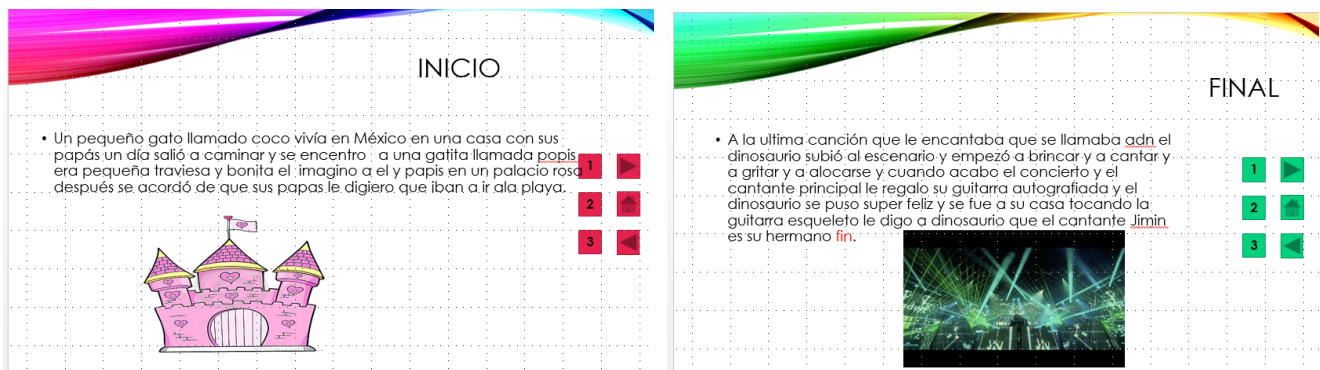 INICIO
• Un pequeño gato llamado coco vivía en México en una casa con sus
papás un día salió a caminar y se encentro a una gatita llamada popis
era pequeña traviesa y bonita el imagino a el y papis en un palacio rosa
después se acordó de que sus papas le digiero que iban a ir ala playa.
1
2
3
FINAL
• A la ultima canción que le encantaba que se llamaba adn el
dinosaurio subió al escenario y empezó a brincar y a cantar y
a gritar y a alocarse y cuando acabo el concierto y el
cantante principal le regalo su guitarra autografiada y el
dinosaurio se puso super feliz y se fue a su casa tocando la
guitarra esqueleto le digo a dinosaurio que el cantante Jimin
es su hermano fin.
1
2
3